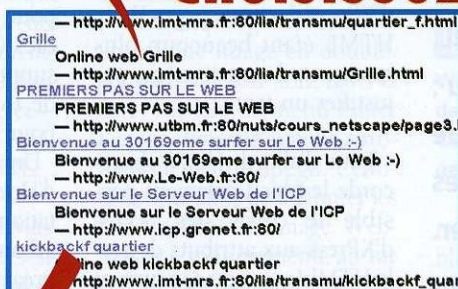 — http://www.imt-mrs.fr:80/lia/transmu/quartier_f.html
Grille
Online web Grille
— http://www.imt-mrs.fr:80/lia/transmu/Grille.html
PREMIERS PAS SUR LE WEB
PREMIERS PAS SUR LE WEB
— http://www.utbm.fr:80/nuts/cours_netscape/page3.
Bienvenue au 30169eme surfer sur Le Web :-)
Bienvenue au 30169eme surfer sur Le Web :-)
— http://www.Le-Web.fr:80/
Bienvenue sur le Serveur Web de l'ICP
Bienvenue sur le Serveur Web de l'ICP
— http://www.icp.grenet.fr:80/
kickbackf quartier
line web kickbackf quartier
http://www.imt-mrs.fr:80/lia/transmu/kickbackf_quar